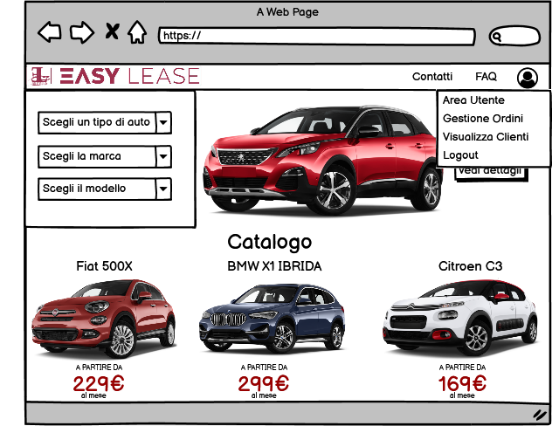 A Web Page
https://
EASY LEASE
Contatti
FAQ
Area Utente
Gestione Ordini
Visualizza Clienti
Logout
Vedi dettagli
Scegli un tipo di auto
Scegli la marca
Scegli il modello
Catalogo
Fiat 500X
BMW X1 IBRIDA
Citroen C3
A PARTIRE DA
229€
al mese
A PARTIRE DA
299€
al mese
A PARTIRE DA
169€
al mese